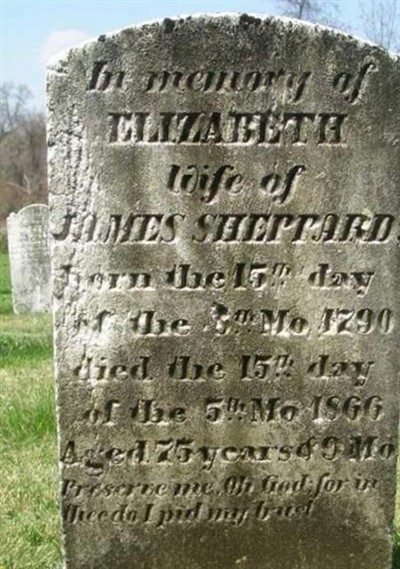 In memory of
ELIZABETH
Wife of
JAMES SHEPPARD.
born the 15th day
of the 8th Mo 1790
died the 15th day
of the 5th Mo 1866
Aged 75 years & 9 Mo
Preserve me, Oh God: for in
thee do I put my trust